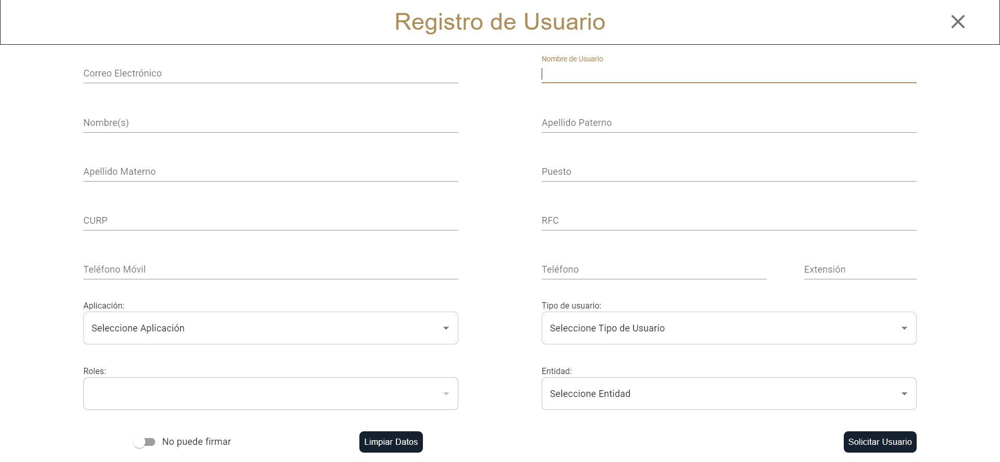 Registro de Usuario
Correo Electrónico
Nombre de Usuario
Nombre(s)
Apellido Paterno
Apellido Materno
Puesto
CURP
RFC
Teléfono Móvil
Teléfono
Extensión
Aplicación:
Seleccione Aplicación
Tipo de usuario:
Seleccione Tipo de Usuario
Roles:
Entidad:
Seleccione Entidad
No puede firmar
Limpiar Datos
Solicitar Usuario